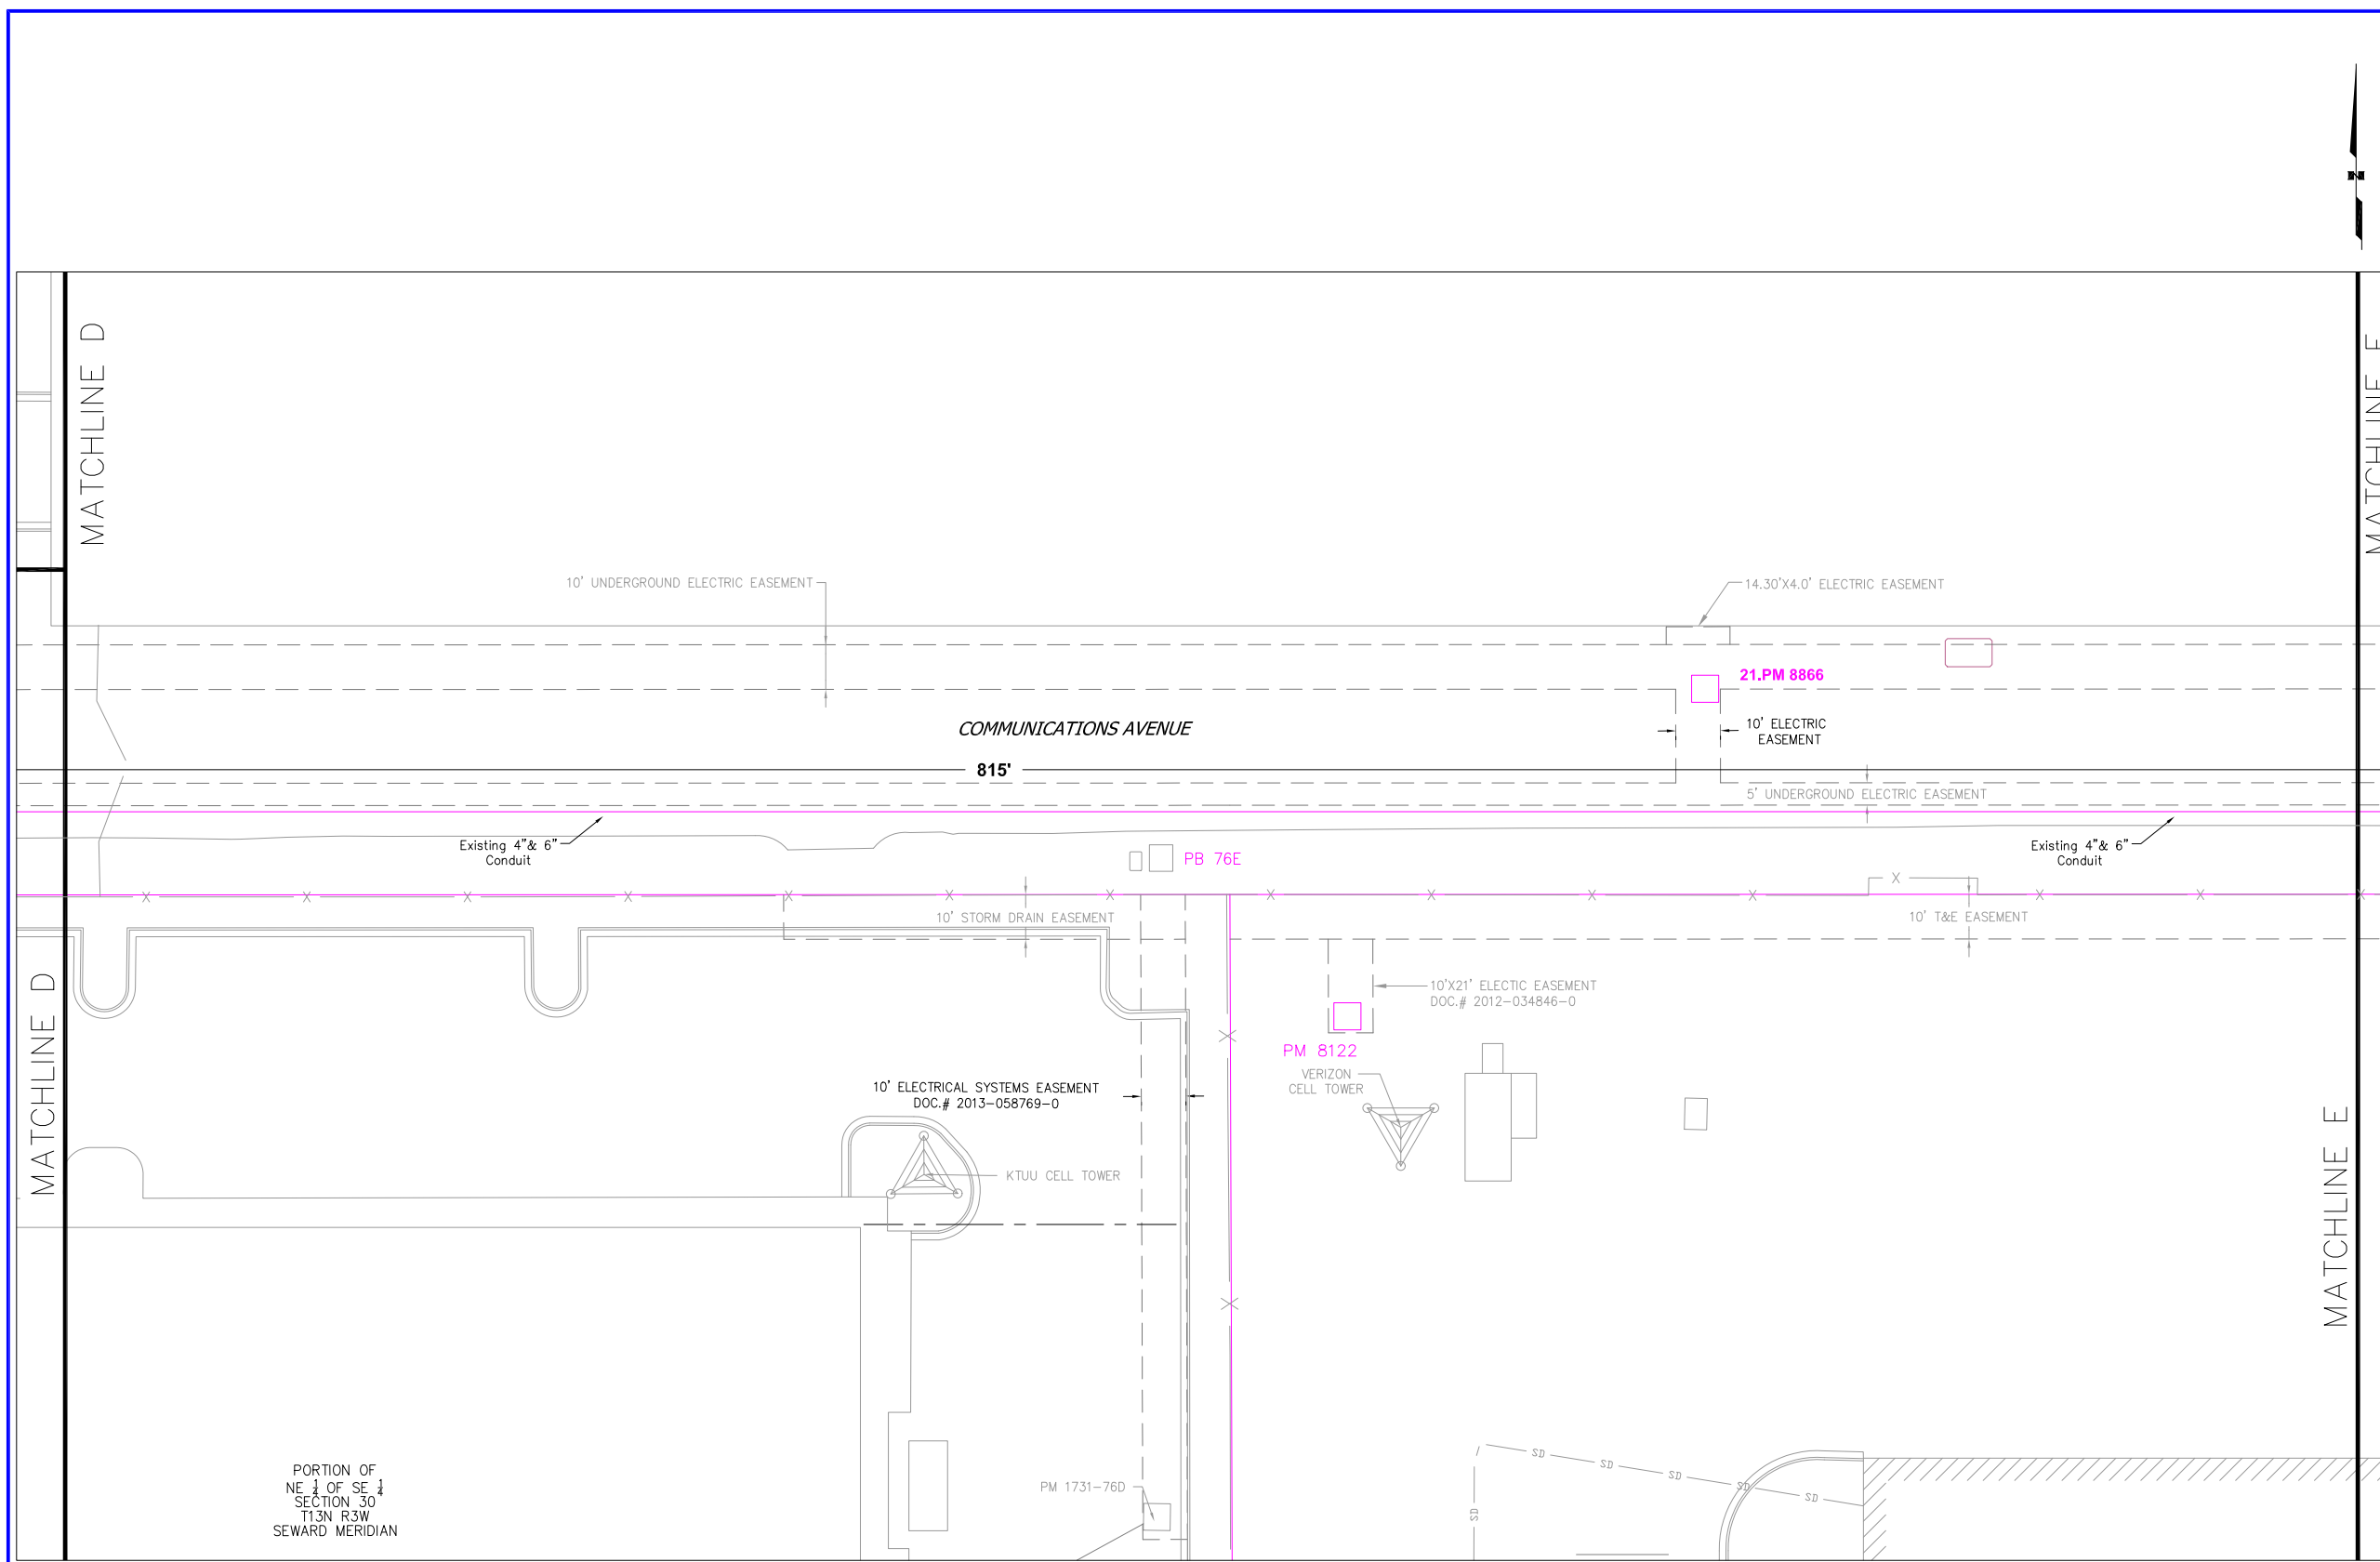 N
MATCHLINE D
MATCHLINE E
10' UNDERGROUND ELECTRIC EASEMENT
14.30'X4.0' ELECTRIC EASEMENT
21.PM 8866
COMMUNICATIONS AVENUE
10' ELECTRIC
EASEMENT
815'
5' UNDERGROUND ELECTRIC EASEMENT
Existing 4"& 6"
Conduit
PB 76E
Existing 4"& 6"
Conduit
X X X X X X X X X X X X X X X
10' STORM DRAIN EASEMENT
10' T&E EASEMENT
MATCHLINE D
10'X21' ELECTIC EASEMENT
DOC.# 2012-034846-0
X
PM 8122
VERIZON
CELL TOWER
10' ELECTRICAL SYSTEMS EASEMENT
DOC.# 2013-058769-0
MATCHLINE E
KTUU CELL TOWER
X
PORTION OF
NE 1/4 OF SE 1/4
SECTION 30
T13N R3W
SEWARD MERIDIAN
PM 1731-76D
SD SD SD SD SD
SD